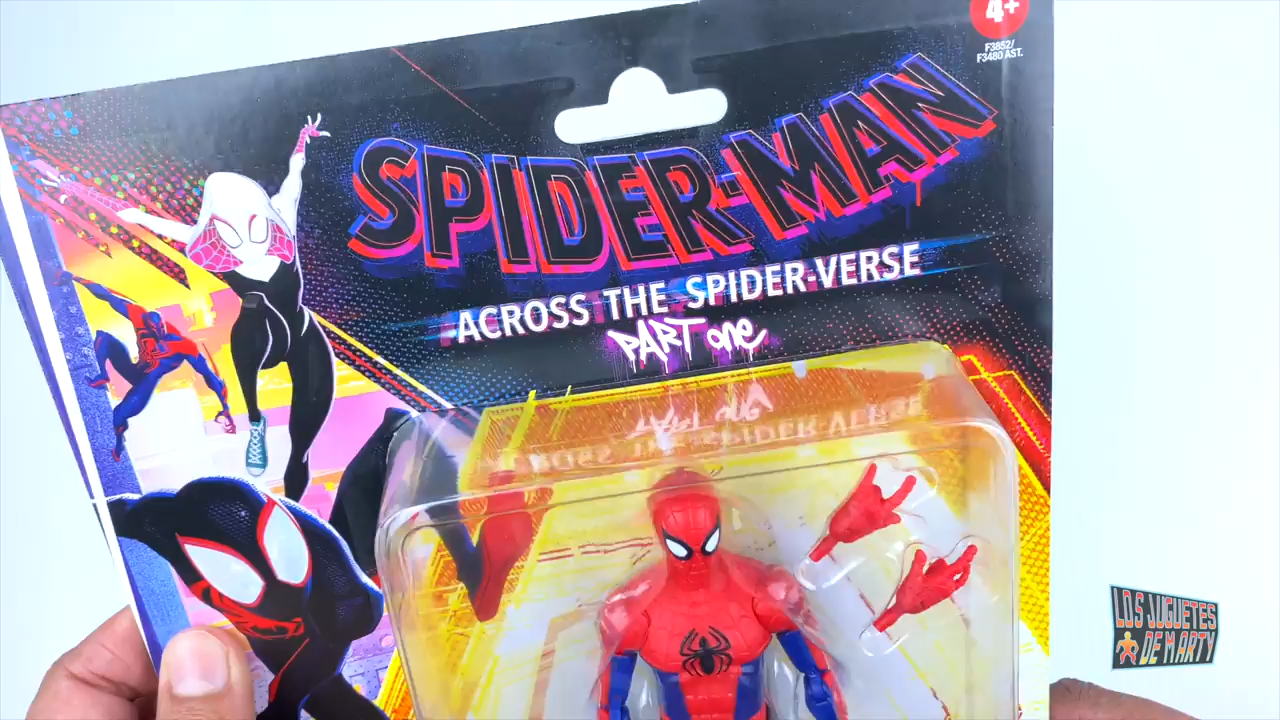 4+
F3852/
F3480 AST.
SPIDER-MAN
ACROSS THE SPIDER-VERSE
PART one
LOS JUGUETES
DE MARTY